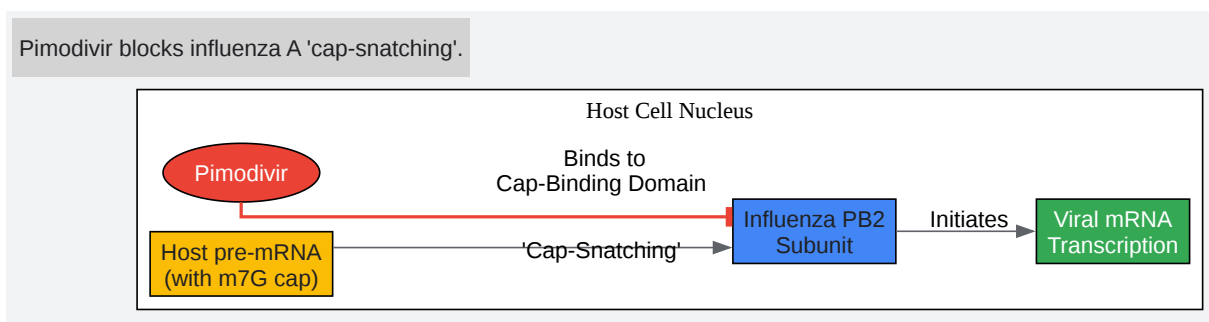 Pimodivir blocks influenza A 'cap-snatching'.
Host Cell Nucleus
Pimodivir
Binds to
Cap-Binding Domain
Host pre-mRNA
(with m7G cap)
'Cap-Snatching'
Influenza PB2
Subunit
Initiates
Viral mRNA
Transcription